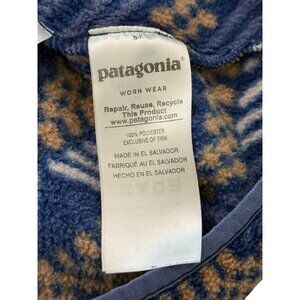 patagonia®
WORN WEAR
Repair, Reuse, Recycle
This Product
www.patagonia.com
100% POLYESTER
EXCLUSIVE OF TRIM
MADE IN EL SALVADOR
FABRIQUÉ AU EL SALVADOR
HECHO EN EL SALVADOR